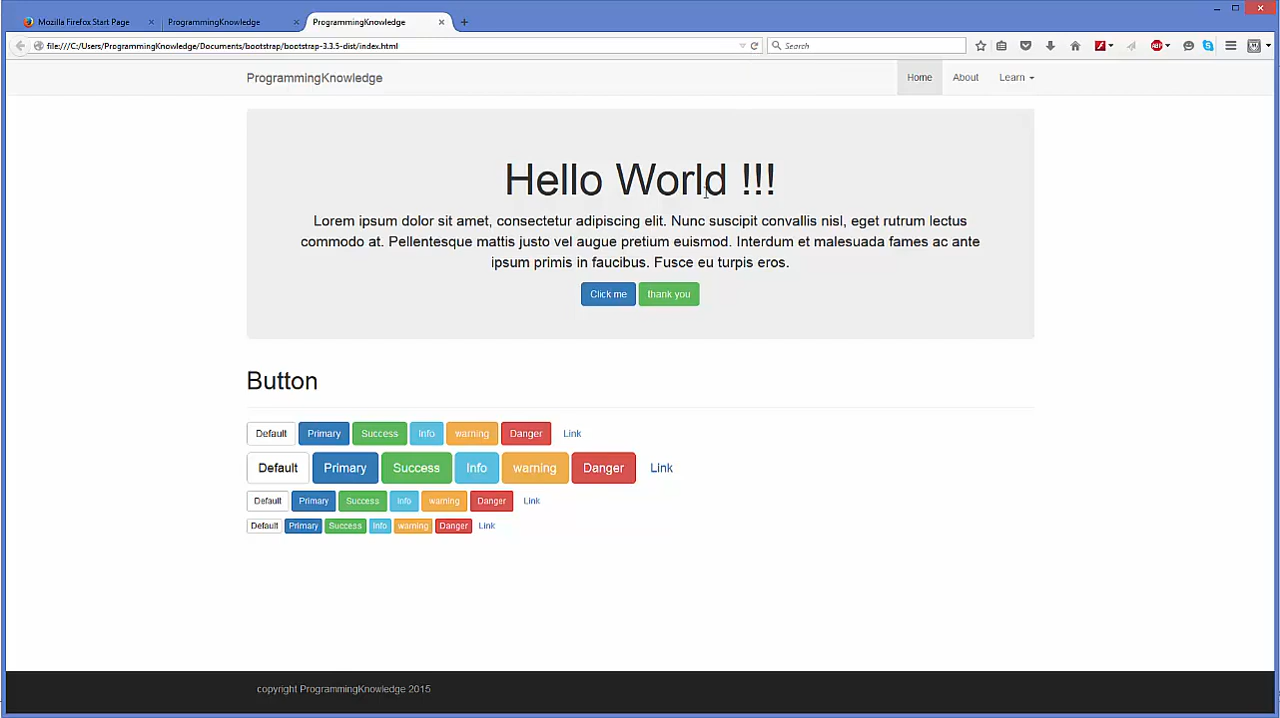 Mozilla Firefox Start Page ProgrammingKnowledge ProgrammingKnowledge
file:///C:/Users/ProgrammingKnowledge/Documents/bootstrap/bootstrap-3.3.5-dist/index.html Search ABP
ProgrammingKnowledge Home About Learn
Hello World !!!
Lorem ipsum dolor sit amet, consectetur adipiscing elit. Nunc suscipit convallis nisl, eget rutrum lectus
commodo at. Pellentesque mattis justo vel augue pretium euismod. Interdum et malesuada fames ac ante
ipsum primis in faucibus. Fusce eu turpis eros.
Click me thank you
Button
Default Primary Success Info warning Danger Link
Default Primary Success Info warning Danger Link
Default Primary Success Info warning Danger Link
Default Primary Success Info warning Danger Link
copyright ProgrammingKnowledge 2015